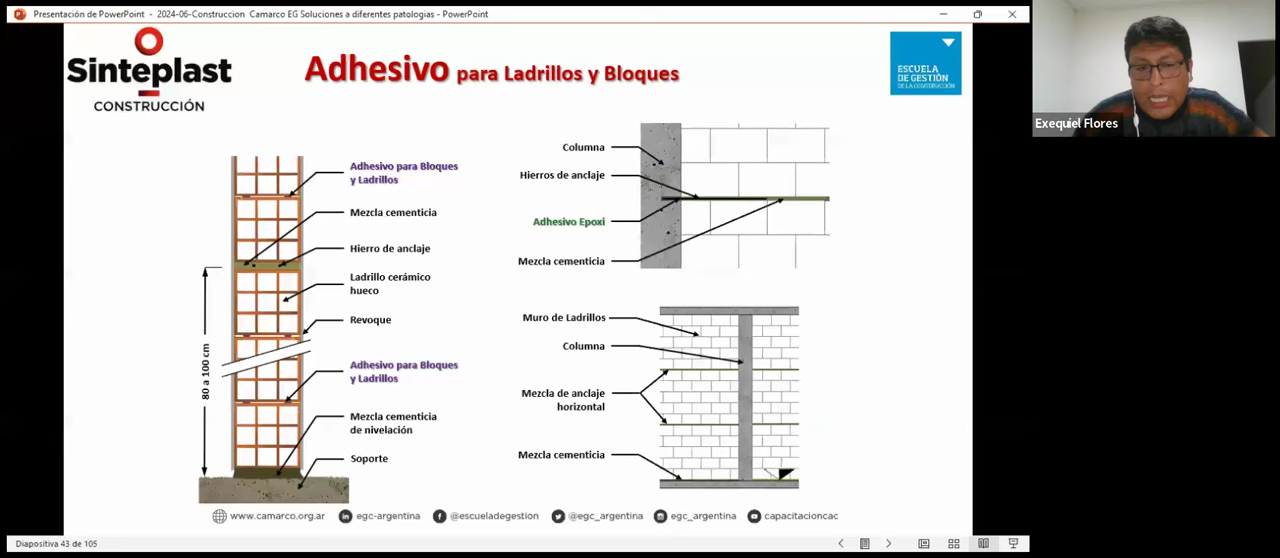 Presentación de PowerPoint - 2024-06-Construccion Camarco EG Soluciones a diferentes patologias - PowerPoint
Sinteplast
CONSTRUCCIÓN
Adhesivo para Ladrillos y Bloques
ESCUELA
DE GESTIÓN
DE LA CONSTRUCCIÓN
Exequiel Flores
Adhesivo para Bloques
y Ladrillos
Mezcla cementicia
Hierro de anclaje
Ladrillo cerámico
hueco
Revoque
80 a 100 cm
Adhesivo para Bloques
y Ladrillos
Mezcla cementicia
de nivelación
Soporte
Columna
Hierros de anclaje
Adhesivo Epoxi
Mezcla cementicia
Muro de Ladrillos
Columna
Mezcla de anclaje
horizontal
Mezcla cementicia
www.camarco.org.ar egc-argentina @escueladegestion @egc_argentina egc_argentina capacitacioncac
Diapositiva 43 de 105